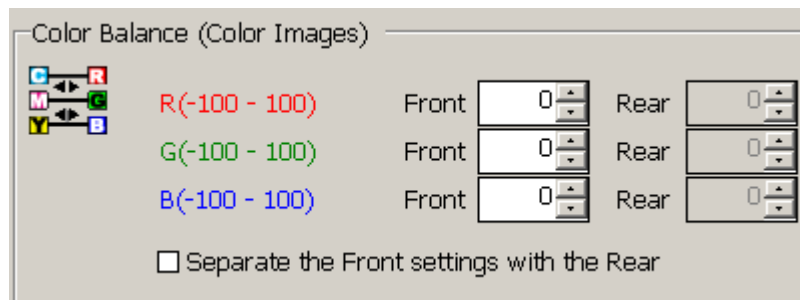 Color Balance (Color Images)
C R
M G
Y B
R(-100 - 100) Front 0 Rear 0
G(-100 - 100) Front 0 Rear 0
B(-100 - 100) Front 0 Rear 0
Separate the Front settings with the Rear